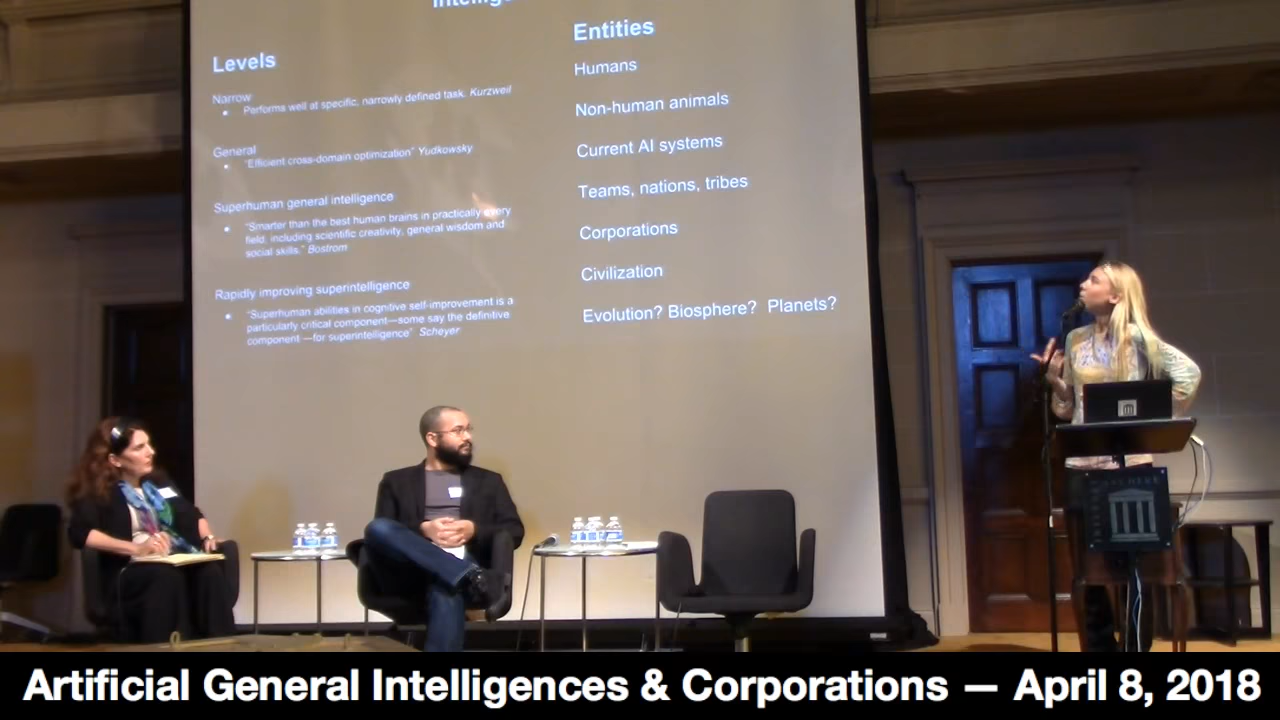 Intellige
Levels
Narrow
• Performs well at specific, narrowly defined task. Kurzweil
General
• "Efficient cross-domain optimization" Yudkowsky
Superhuman general intelligence
• "Smarter than the best human brains in practically every
field, including scientific creativity, general wisdom and
social skills." Bostrom
Rapidly improving superintelligence
• "Superhuman abilities in cognitive self-improvement is a
particularly critical component—some say the definitive
component —for superintelligence" Scheyer
Entities
Humans
Non-human animals
Current AI systems
Teams, nations, tribes
Corporations
Civilization
Evolution? Biosphere? Planets?
INTERNET ARCHIVE
Artificial General Intelligences & Corporations — April 8, 2018